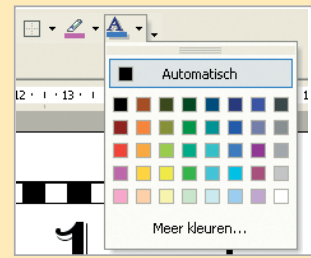 A
Automatisch
12 · ı · 13 · ı
1
Meer kleuren...
1